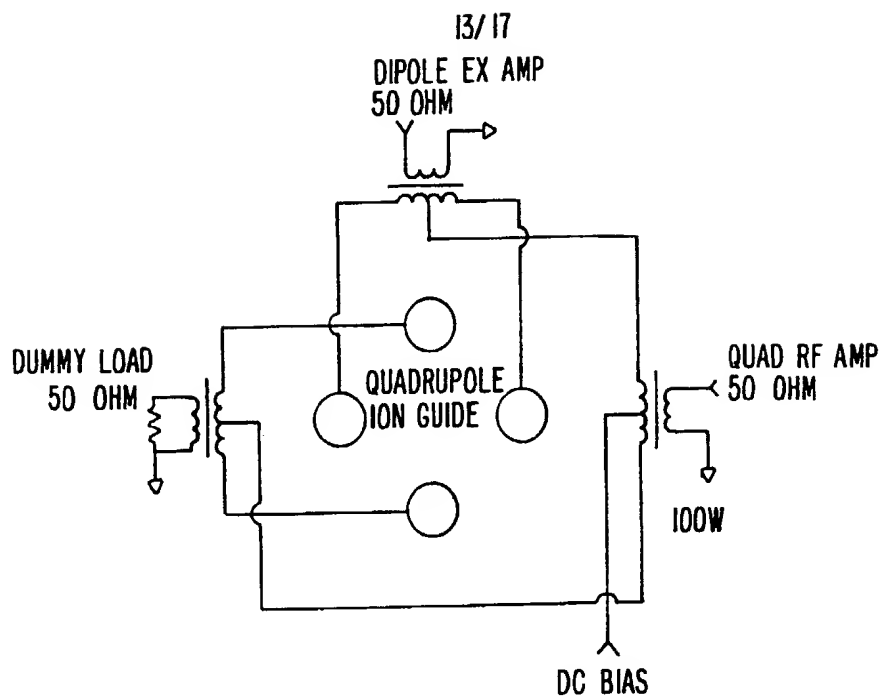 13/17
DIPOLE EX AMP
50 OHM
DUMMY LOAD
50 OHM
QUADRUPOLE
ION GUIDE
QUAD RF AMP
50 OHM
100W
DC BIAS